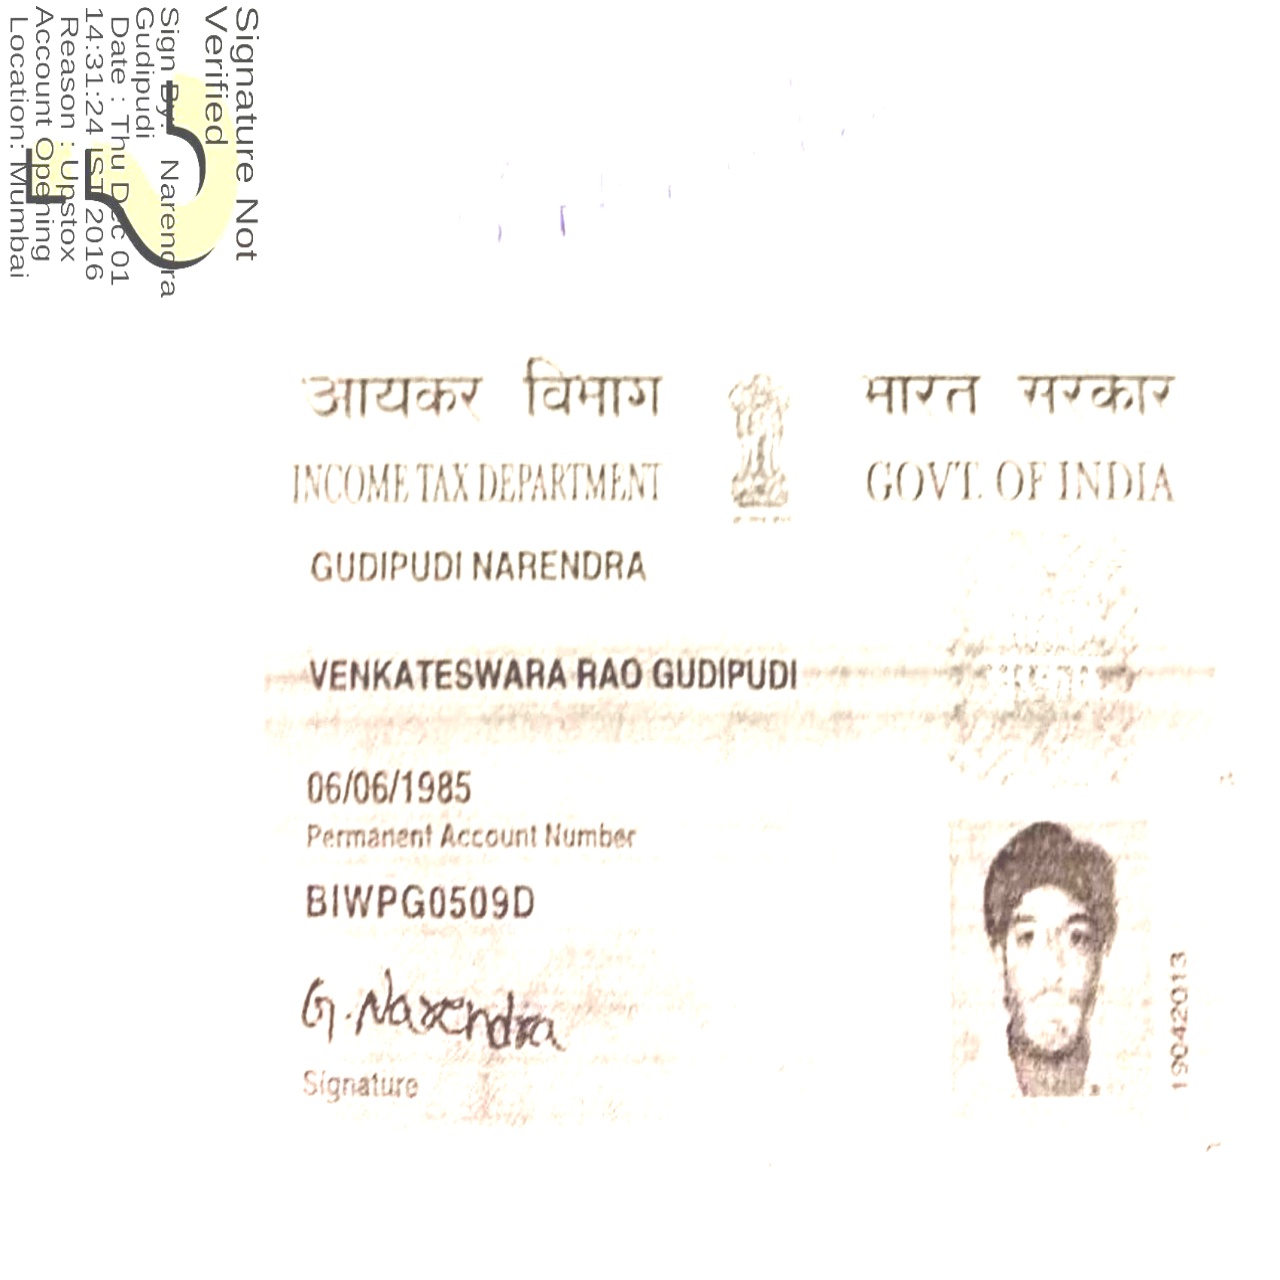 Signature Not
Verified
Sign By: Narendra
Gudipudi
Date : Thu Dec 01
14:31:24 IST 2016
Reason : Upstox
Account Opening
Location: Mumbai
आयकर विभाग
भारत सरकार
INCOME TAX DEPARTMENT
GOVT. OF INDIA
GUDIPUDI NARENDRA
VENKATESWARA RAO GUDIPUDI
06/06/1985
Permanent Account Number
BIWPG0509D
G. Narendra
Signature
19042013